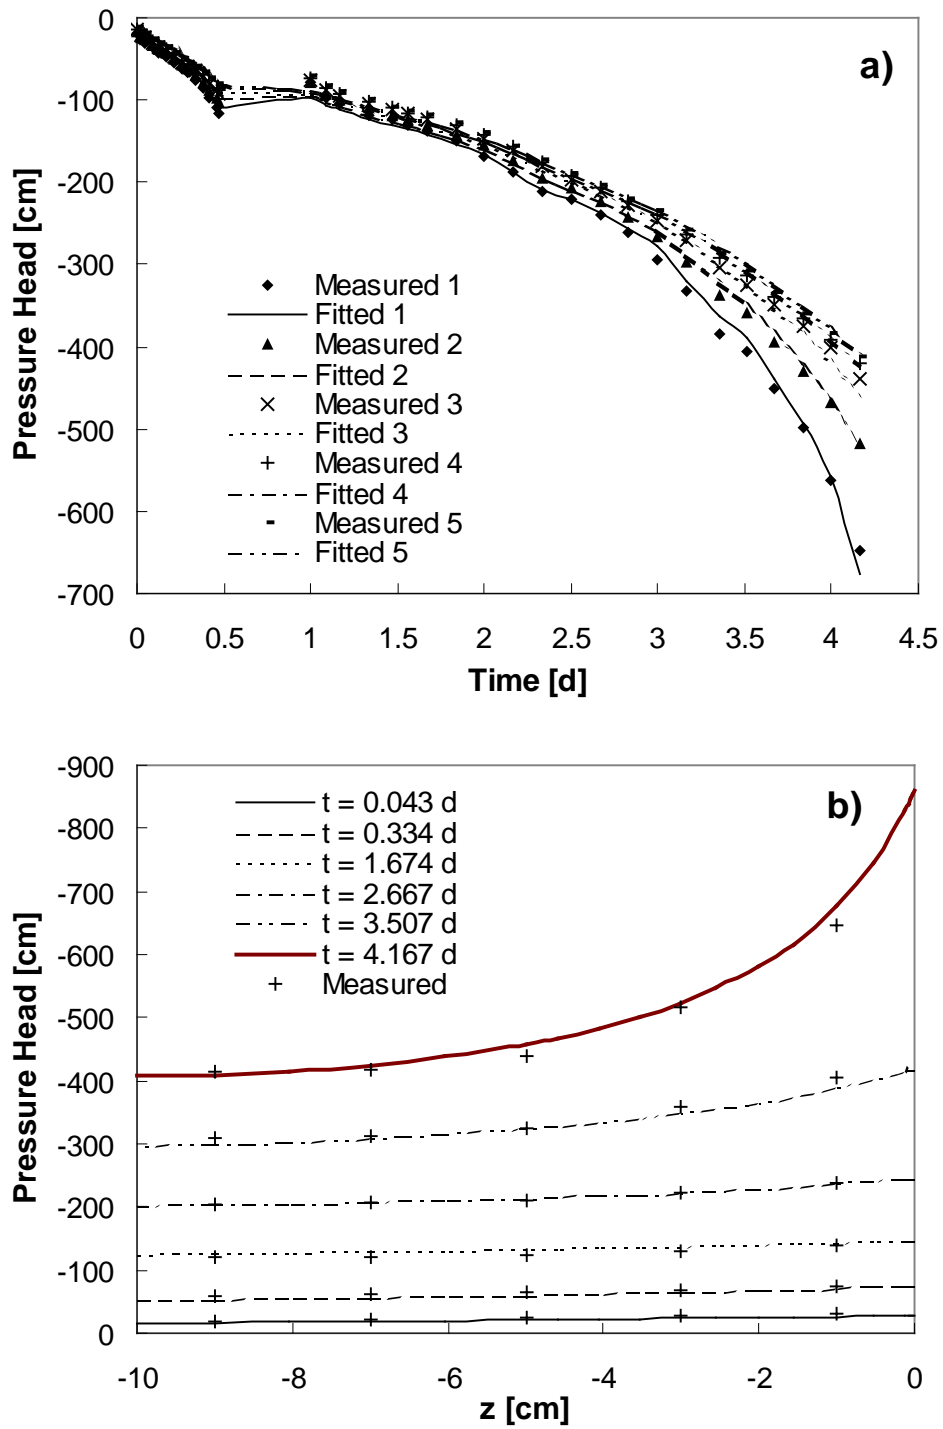 0
-100
-200
-300
-400
-500
-600
-700
Pressure Head [cm]
a)
Measured 1
Fitted 1
Measured 2
Fitted 2
Measured 3
Fitted 3
Measured 4
Fitted 4
Measured 5
Fitted 5
0 0.5 1 1.5 2 2.5 3 3.5 4 4.5
Time [d]
-900
-800
-700
-600
-500
-400
-300
-200
-100
0
Pressure Head [cm]
b)
t = 0.043 d
t = 0.334 d
t = 1.674 d
t = 2.667 d
t = 3.507 d
t = 4.167 d
Measured
-10 -8 -6 -4 -2 0
z [cm]